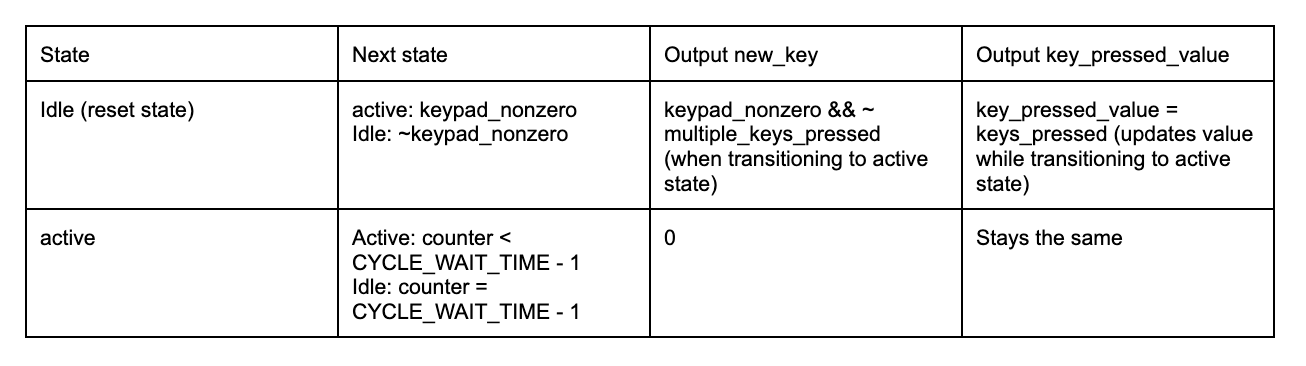 State
Next state
Output new_key
Output key_pressed_value
Idle (reset state)
active: keypad_nonzero
Idle: ~keypad_nonzero
keypad_nonzero && ~
multiple_keys_pressed
(when transitioning to active
state)
key_pressed_value =
keys_pressed (updates value
while transitioning to active
state)
active
Active: counter <
CYCLE_WAIT_TIME - 1
Idle: counter =
CYCLE_WAIT_TIME - 1
0
Stays the same